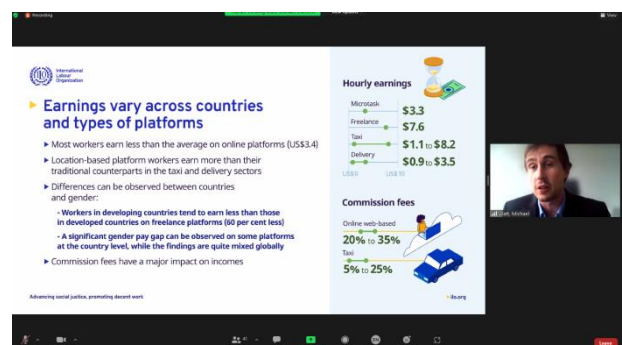 Recording
View
International
Labour
Organization
Earnings vary across countries
and types of platforms
Most workers earn less than the average on online platforms (US$3.4)
Location-based platform workers earn more than their
traditional counterparts in the taxi and delivery sectors
Differences can be observed between countries
and gender:
- Workers in developing countries tend to earn less than those
in developed countries on freelance platforms (60 per cent less)
- A significant gender pay gap can be observed on some platforms
at the country level, while the findings are quite mixed globally
Commission fees have a major impact on incomes
Advancing social justice, promoting decent work
Hourly earnings
Microtask
$3.3
Freelance
$7.6
Taxi
$1.1 to $8.2
Delivery
$0.9 to $3.5
US$0 US$10
Commission fees
Online web-based
20% to 35%
Taxi
5% to 25%
ilo.org
Michael
Leave